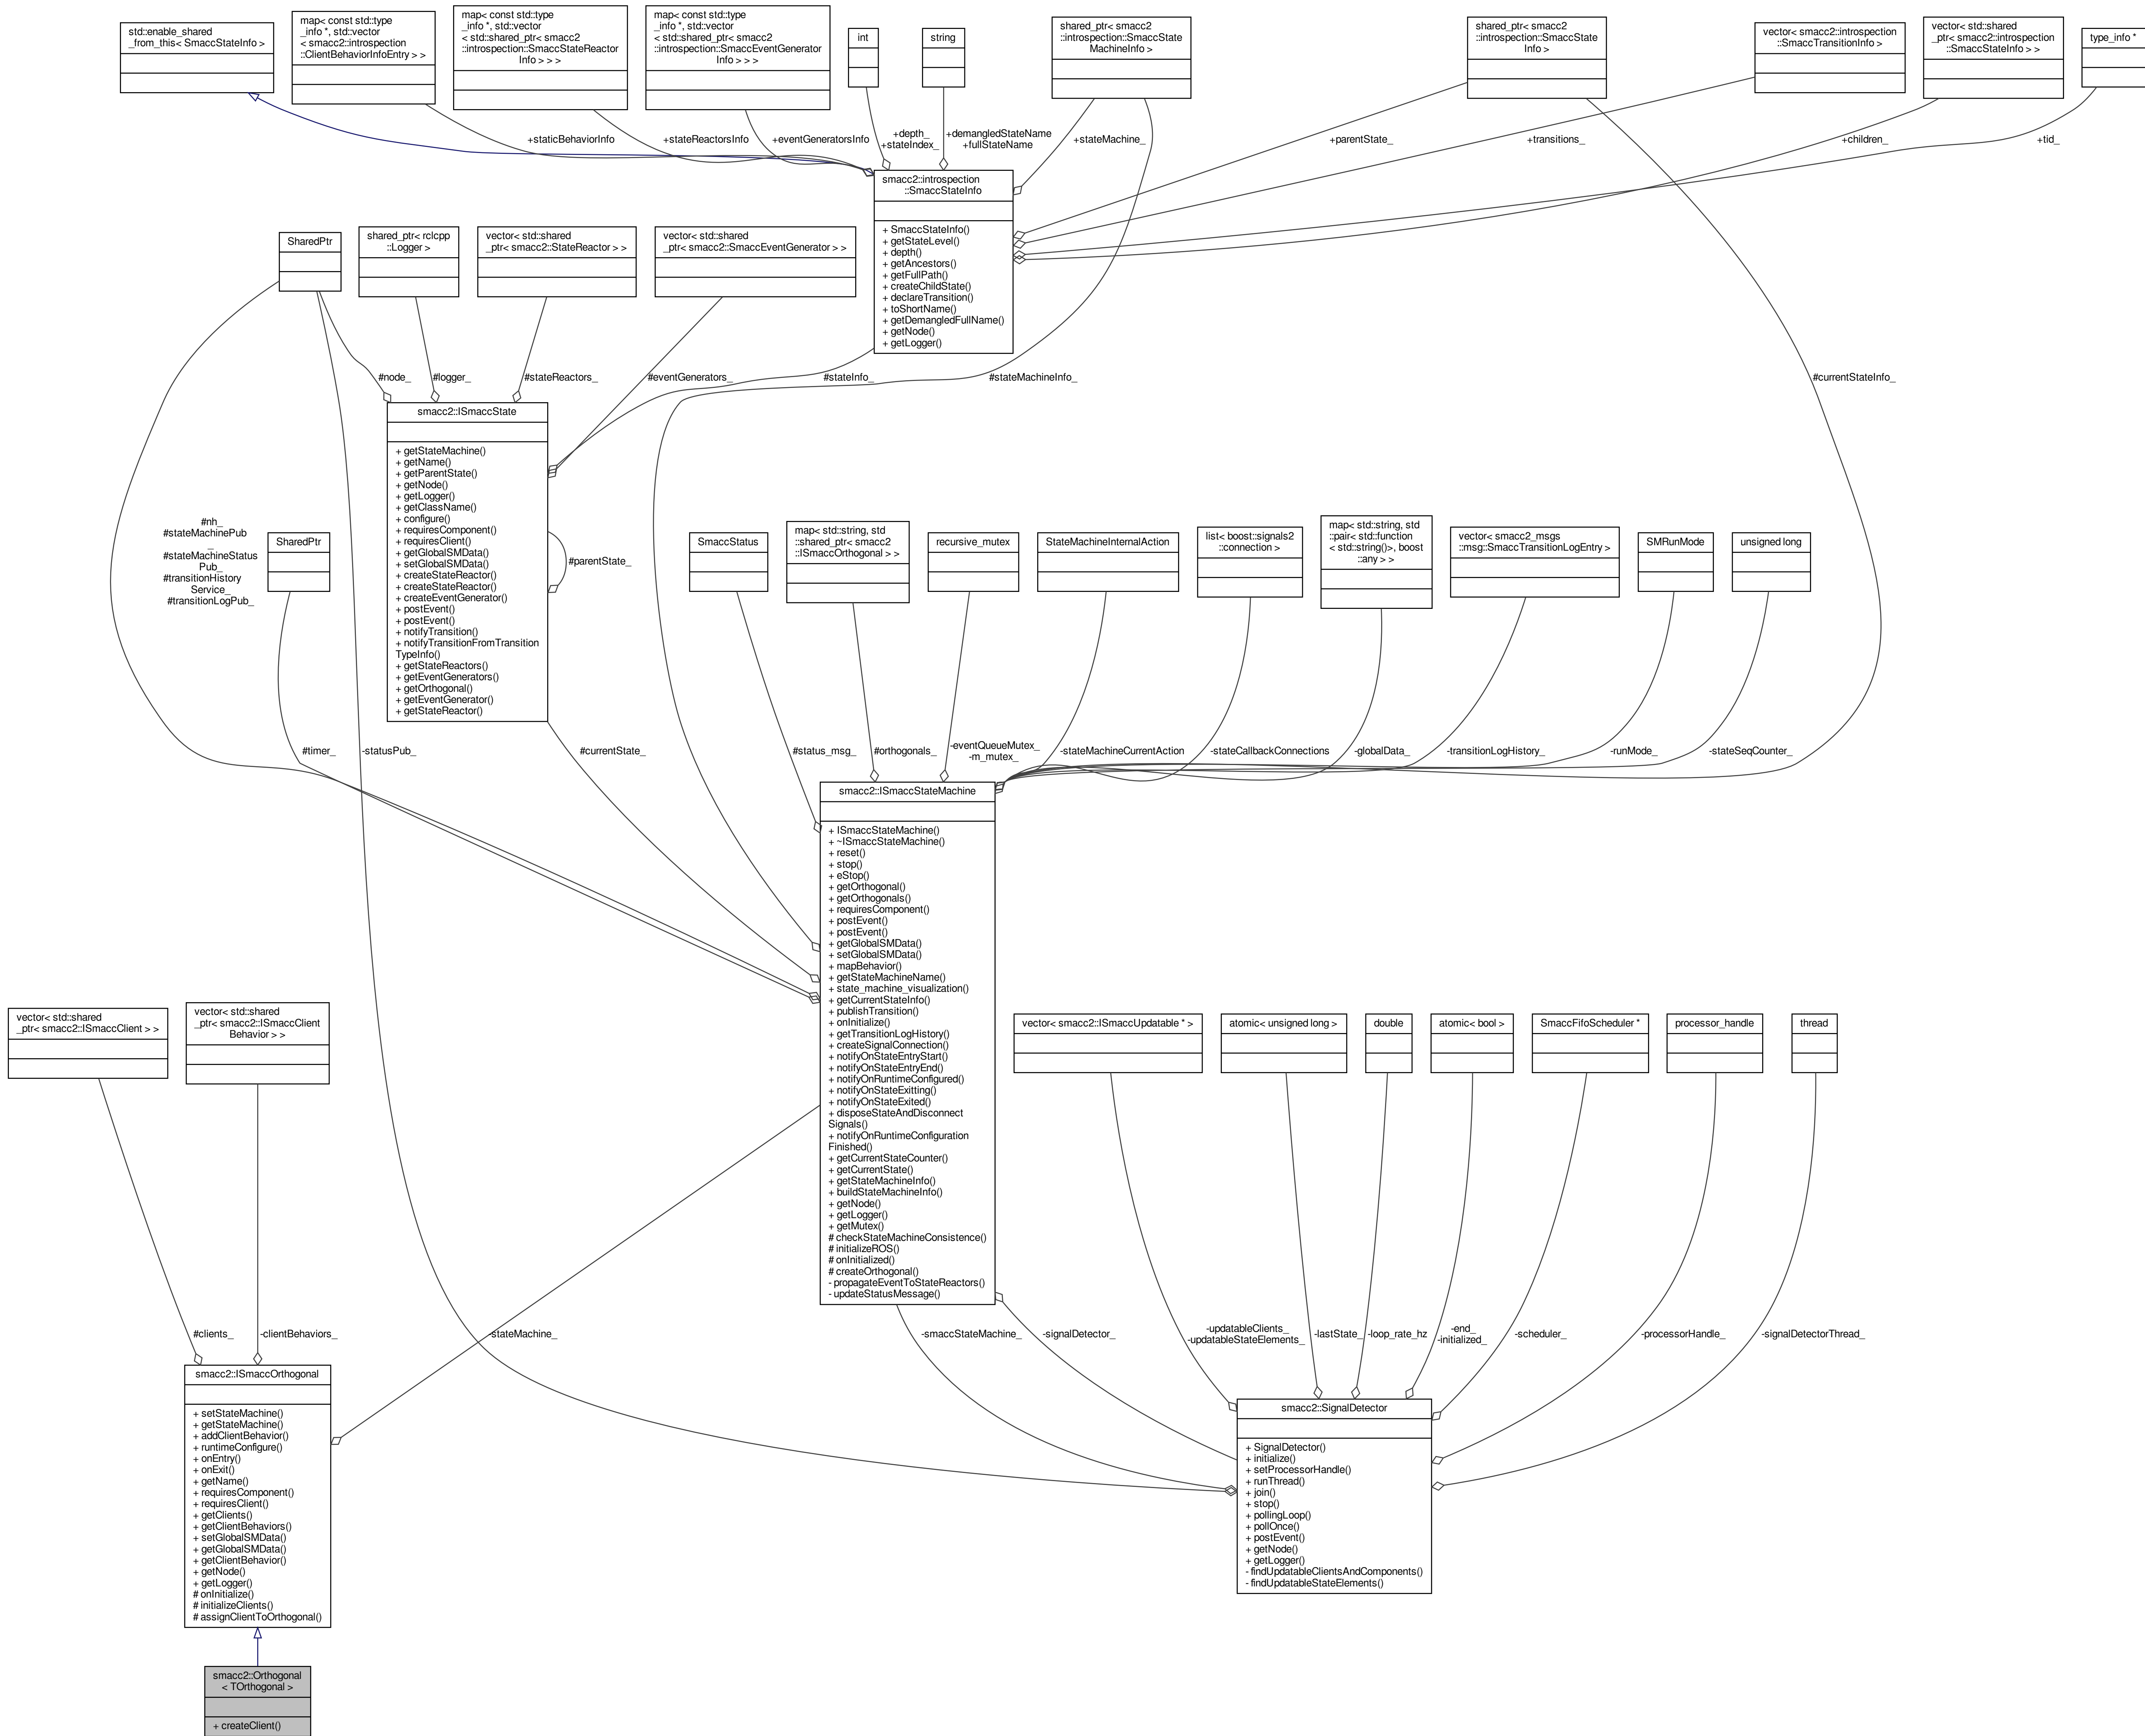 std::enable_shared
_from_this< SmaccStateInfo >
map< const std::type
_info *, std::vector
< smacc2::introspection
::ClientBehaviorInfoEntry > >
map< const std::type
_info *, std::vector
< std::shared_ptr< smacc2
::introspection::SmaccStateReactor
Info > > >
map< const std::type
_info *, std::vector
< std::shared_ptr< smacc2
::introspection::SmaccEventGenerator
Info > > >
int
string
shared_ptr< smacc2
::introspection::SmaccState
MachineInfo >
shared_ptr< smacc2
::introspection::SmaccState
Info >
vector< smacc2::introspection
::SmaccTransitionInfo >
vector< std::shared
_ptr< smacc2::introspection
::SmaccStateInfo > >
type_info *
+staticBehaviorInfo
+stateReactorsInfo
+eventGeneratorsInfo
+depth_
+stateIndex_
+demangledStateName
+fullStateName
+stateMachine_
+parentState_
+transitions_
+children_
+tid_
smacc2::introspection
::SmaccStateInfo
+ SmaccStateInfo()
+ getStateLevel()
+ depth()
+ getAncestors()
+ getFullPath()
+ createChildState()
+ declareTransition()
+ toShortName()
+ getDemangledFullName()
+ getNode()
+ getLogger()
SharedPtr
shared_ptr< rclcpp
::Logger >
vector< std::shared
_ptr< smacc2::StateReactor > >
vector< std::shared
_ptr< smacc2::SmaccEventGenerator > >
#node_
#logger_
#stateReactors_
#eventGenerators_
#stateInfo_
#stateMachineInfo_
#currentStateInfo_
smacc2::ISmaccState
+ getStateMachine()
+ getName()
+ getParentState()
+ getNode()
+ getLogger()
+ getClassName()
+ configure()
+ requiresComponent()
+ requiresClient()
+ getGlobalSMData()
+ setGlobalSMData()
+ createStateReactor()
+ createStateReactor()
+ createEventGenerator()
+ postEvent()
+ postEvent()
+ notifyTransition()
+ notifyTransitionFromTransition
TypeInfo()
+ getStateReactors()
+ getEventGenerators()
+ getOrthogonal()
+ getEventGenerator()
+ getStateReactor()
#parentState_
#nh_
#stateMachinePub
_
#stateMachineStatus
Pub_
#transitionHistory
Service_
#transitionLogPub_
SharedPtr
SmaccStatus
map< std::string, std
::shared_ptr< smacc2
::ISmaccOrthogonal > >
recursive_mutex
StateMachineInternalAction
list< boost::signals2
::connection >
map< std::string, std
::pair< std::function
< std::string()>, boost
::any > >
vector< smacc2_msgs
::msg::SmaccTransitionLogEntry >
SMRunMode
unsigned long
#timer_
-statusPub_
#currentState_
#status_msg_
#orthogonals_
-eventQueueMutex_
-m_mutex_
-stateMachineCurrentAction
-stateCallbackConnections
-globalData_
-transitionLogHistory_
-runMode_
-stateSeqCounter_
smacc2::ISmaccStateMachine
+ ISmaccStateMachine()
+ ~ISmaccStateMachine()
+ reset()
+ stop()
+ eStop()
+ getOrthogonal()
+ getOrthogonals()
+ requiresComponent()
+ postEvent()
+ postEvent()
+ getGlobalSMData()
+ setGlobalSMData()
+ mapBehavior()
+ getStateMachineName()
+ state_machine_visualization()
+ getCurrentStateInfo()
+ publishTransition()
+ onInitialize()
+ getTransitionLogHistory()
+ createSignalConnection()
+ notifyOnStateEntryStart()
+ notifyOnStateEntryEnd()
+ notifyOnRuntimeConfigured()
+ notifyOnStateExitting()
+ notifyOnStateExited()
+ disposeStateAndDisconnect
Signals()
+ notifyOnRuntimeConfiguration
Finished()
+ getCurrentStateCounter()
+ getCurrentState()
+ getStateMachineInfo()
+ buildStateMachineInfo()
+ getNode()
+ getLogger()
+ getMutex()
# checkStateMachineConsistence()
# initializeROS()
# onInitialized()
# createOrthogonal()
- propagateEventToStateReactors()
- updateStatusMessage()
vector< std::shared
_ptr< smacc2::ISmaccClient > >
vector< std::shared
_ptr< smacc2::ISmaccClient
Behavior > >
vector< smacc2::ISmaccUpdatable * >
atomic< unsigned long >
double
atomic< bool >
SmaccFifoScheduler *
processor_handle
thread
#clients_
-clientBehaviors_
-stateMachine_
-smaccStateMachine_
-signalDetector_
-updatableClients_
-updatableStateElements_
-lastState_
-loop_rate_hz
-end_
-initialized_
-scheduler_
-processorHandle_
-signalDetectorThread_
smacc2::ISmaccOrthogonal
+ setStateMachine()
+ getStateMachine()
+ addClientBehavior()
+ runtimeConfigure()
+ onEntry()
+ onExit()
+ getName()
+ requiresComponent()
+ requiresClient()
+ getClients()
+ getClientBehaviors()
+ setGlobalSMData()
+ getGlobalSMData()
+ getClientBehavior()
+ getNode()
+ getLogger()
# onInitialize()
# initializeClients()
# assignClientToOrthogonal()
smacc2::SignalDetector
+ SignalDetector()
+ initialize()
+ setProcessorHandle()
+ runThread()
+ join()
+ stop()
+ pollingLoop()
+ pollOnce()
+ postEvent()
+ getNode()
+ getLogger()
- findUpdatableClientsAndComponents()
- findUpdatableStateElements()
smacc2::Orthogonal
< TOrthogonal >
+ createClient()